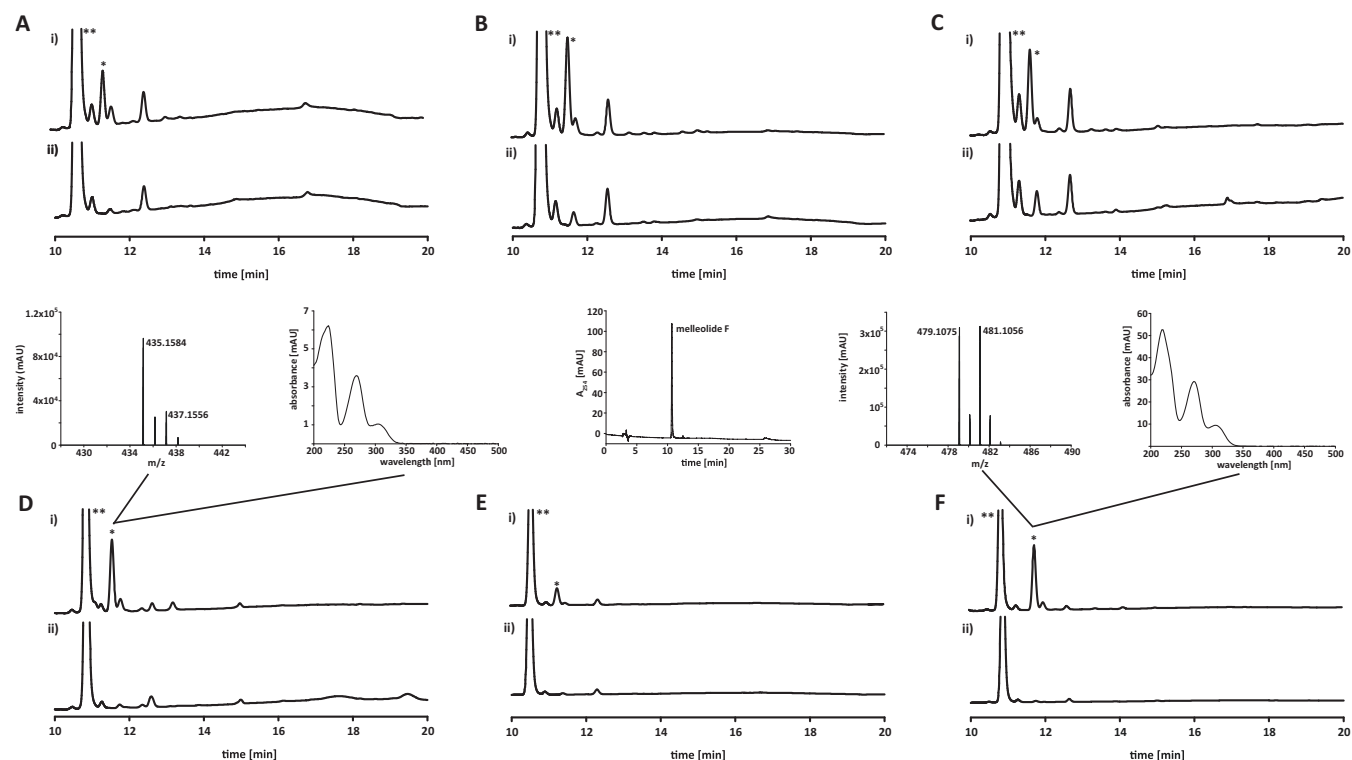 A
i)
**
*
ii)
10 12 14 16 18 20
time [min]
B
i)
**
*
ii)
10 12 14 16 18 20
time [min]
C
i)
**
*
ii)
10 12 14 16 18 20
time [min]
1.2x10⁵
8x10⁴
4x10⁴
0
intensity (mAU)
435.1584
437.1556
430 434 438 442
m/z
7
5
3
1
absorbance [mAU]
200 250 300 350 400 450 500
wavelength [nm]
120
100
80
60
40
20
0
A₂₅₄ [mAU]
melleolide F
0 5 10 15 20 25 30
time [min]
3x10⁵
2x10⁵
10⁵
0
intensity [mAU]
479.1075
481.1056
474 478 482 486 490
m/z
60
50
40
30
20
10
0
absorbance [mAU]
200 250 300 350 400 450 500
wavelength [nm]
D
i)
**
*
ii)
10 12 14 16 18 20
time [min]
E
i)
**
*
ii)
10 12 14 16 18 20
time [min]
F
i)
**
*
ii)
10 12 14 16 18 20
time [min]